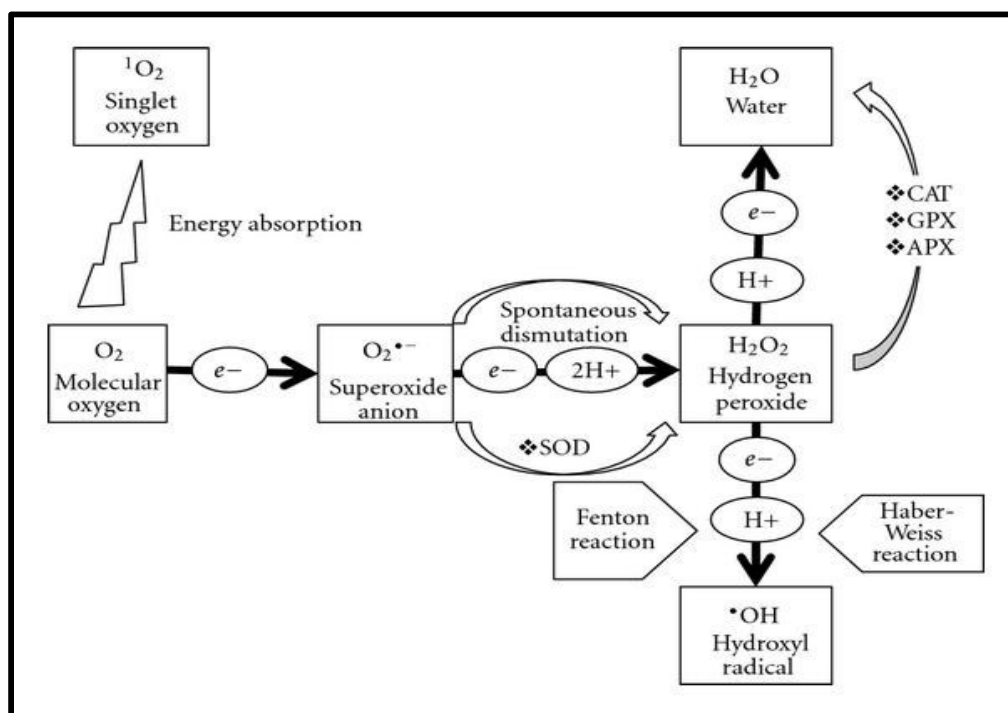 ¹O₂
Singlet
oxygen
H₂O
Water
Energy absorption
e−
❖CAT
❖GPX
❖APX
H+
Spontaneous
dismutation
O₂
Molecular
oxygen
e−
O₂•−
Superoxide
anion
e−
2H+
H₂O₂
Hydrogen
peroxide
❖SOD
e−
Fenton
reaction
H+
Haber-
Weiss
reaction
•OH
Hydroxyl
radical